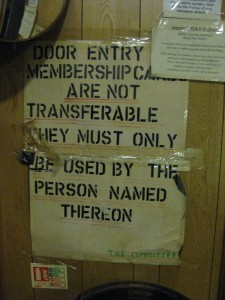 DOOR ENTRY
MEMBERSHIP CARDS
ARE NOT
TRANSFERABLE
THEY MUST ONLY
BE USED BY THE
PERSON NAMED
THEREON
THE COMMITTEE